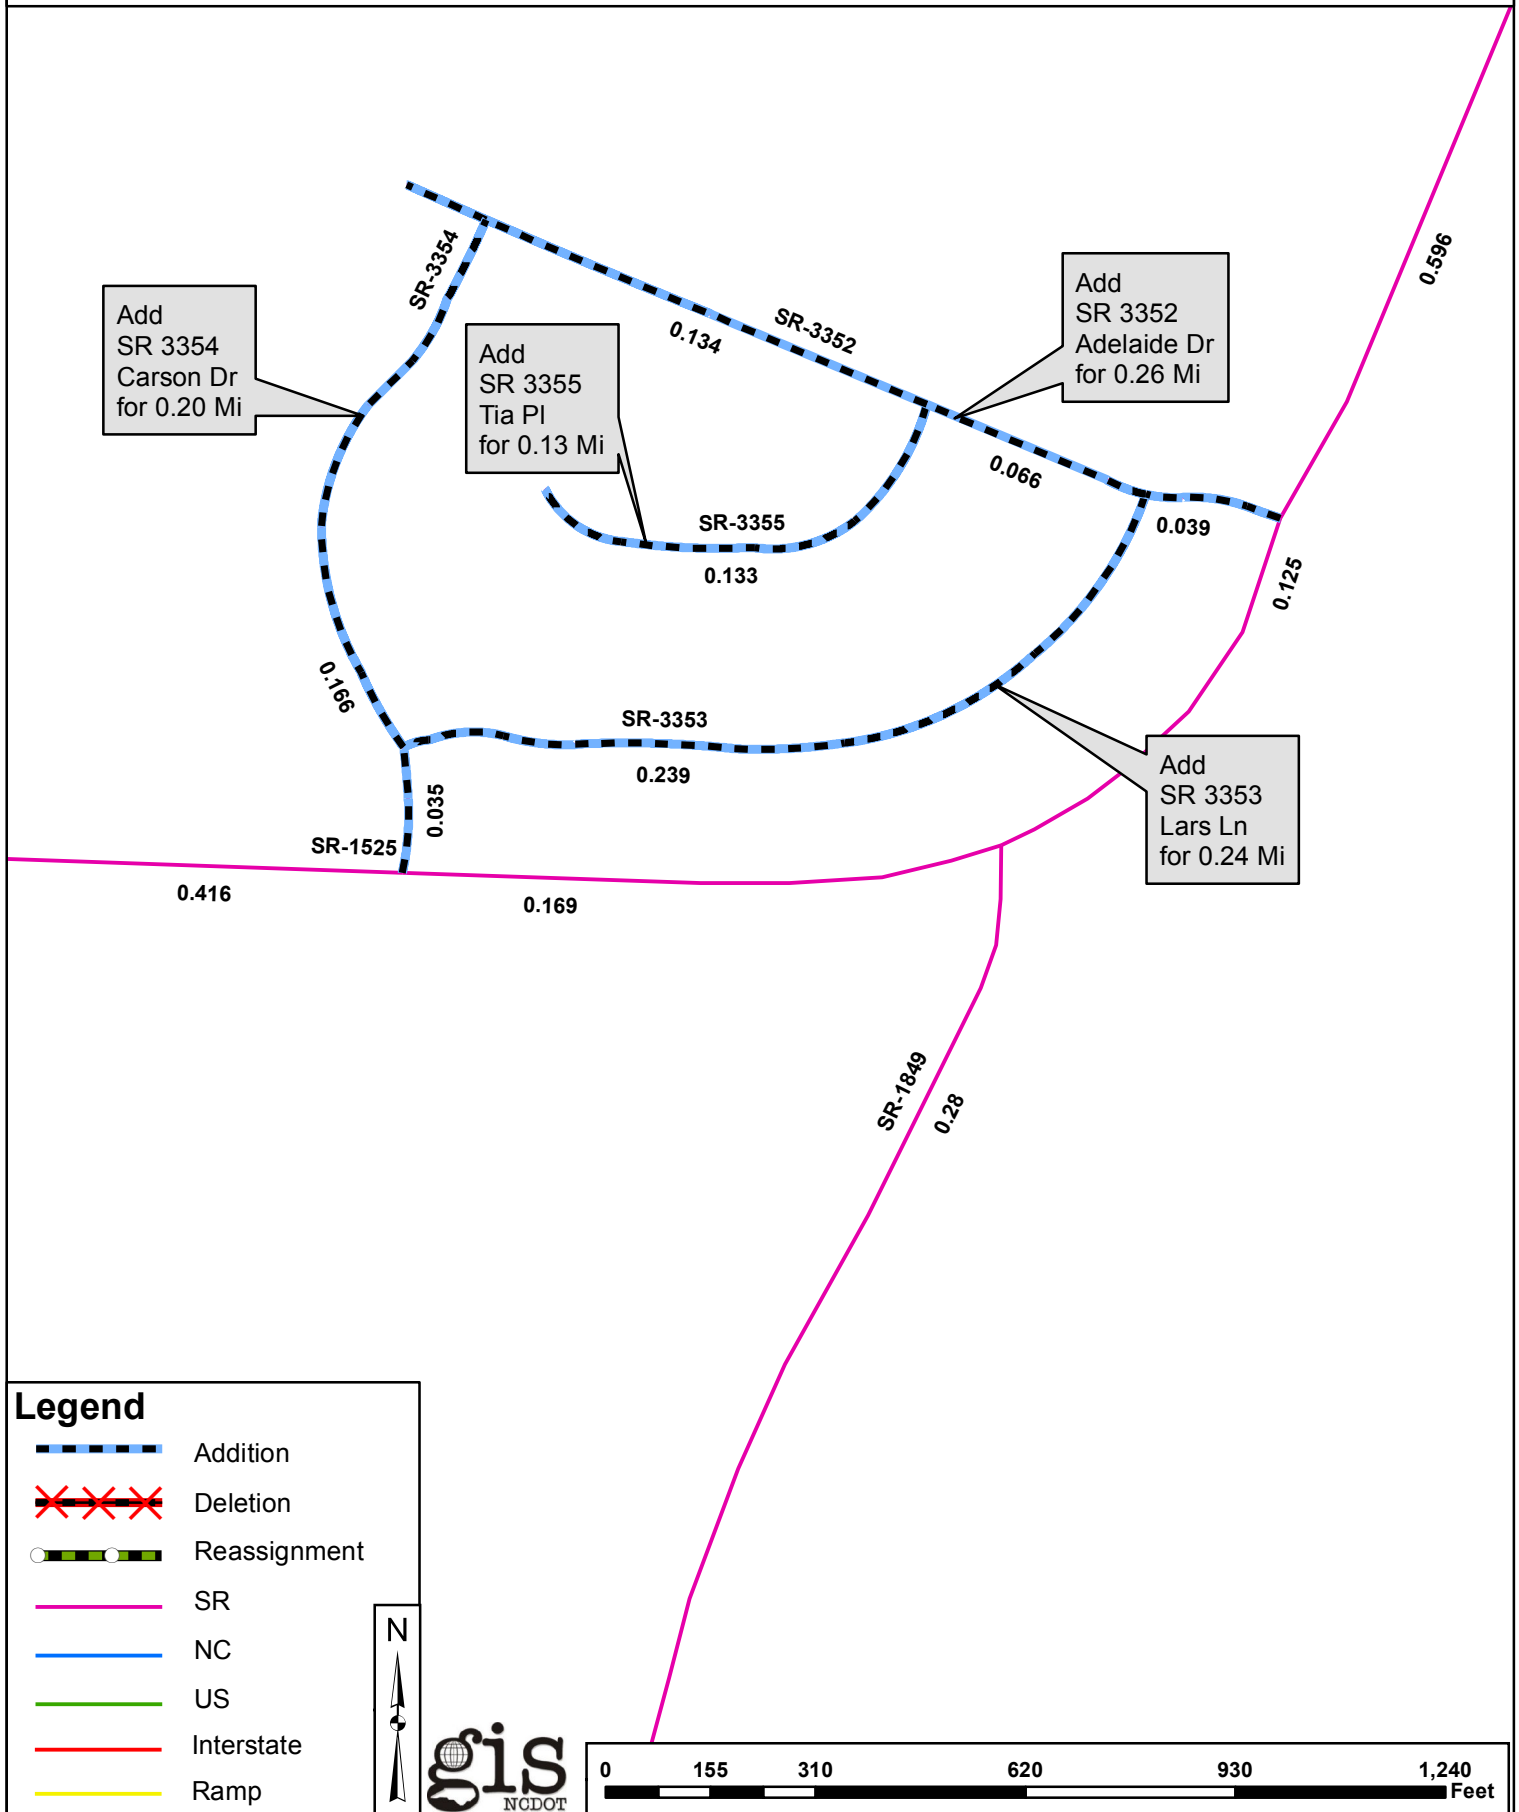 SR-3354
0.596
Add
SR 3352
Adelaide Dr
for 0.26 Mi
Add
SR 3354
Carson Dr
for 0.20 Mi
SR-3352
0.134
Add
SR 3355
Tia Pl
for 0.13 Mi
0.066
SR-3355
0.039
0.133
0.125
0.166
SR-3353
0.239
Add
SR 3353
Lars Ln
for 0.24 Mi
0.035
SR-1525
0.416
0.169
SR-1849
0.28
Legend
Addition
Deletion
Reassignment
SR
NC
US
Interstate
Ramp
N
gis
NCDOT
0 155 310 620 930 1,240
Feet